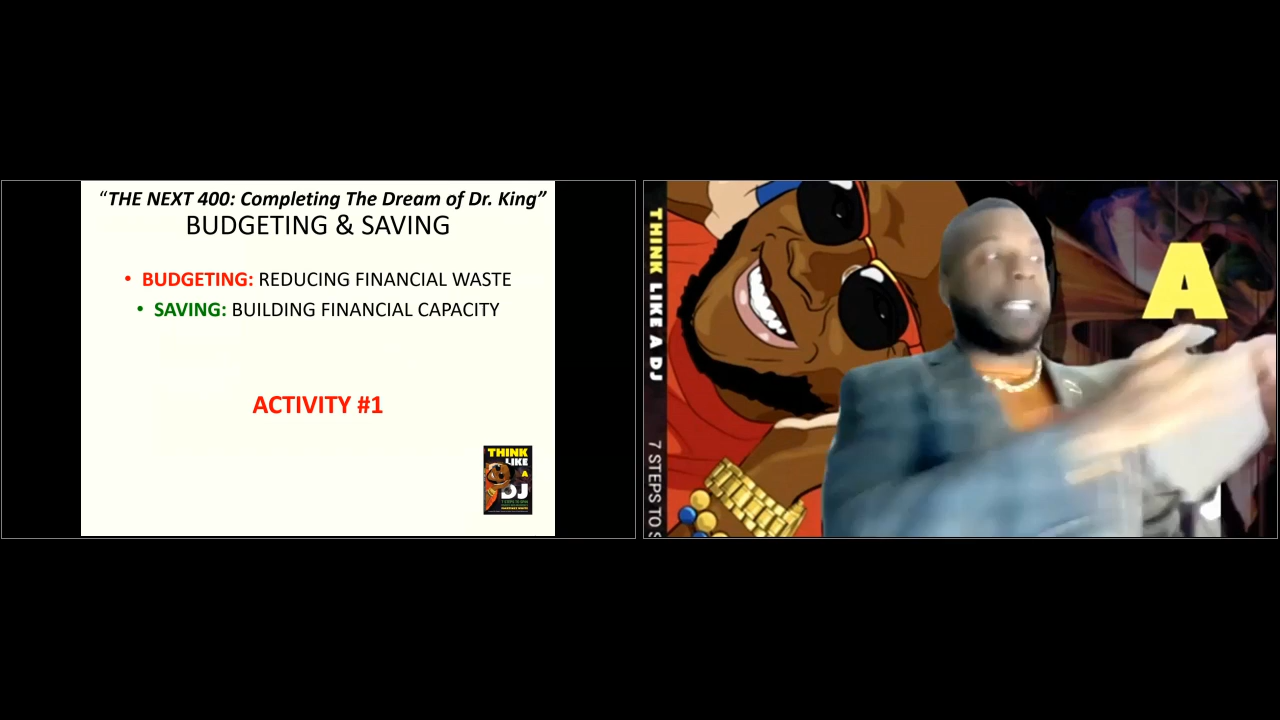 “THE NEXT 400: Completing The Dream of Dr. King”
BUDGETING & SAVING
• BUDGETING: REDUCING FINANCIAL WASTE
• SAVING: BUILDING FINANCIAL CAPACITY
ACTIVITY #1
THINK
LIKE
A
DJ
THINK LIKE A DJ
7 STEPS TO S
A